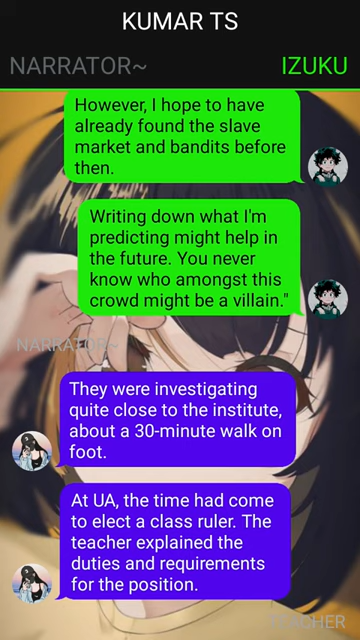 KUMAR TS
NARRATOR~
IZUKU
However, I hope to have
already found the slave
market and bandits before
then.
Writing down what I'm
predicting might help in
the future. You never
know who amongst this
crowd might be a villain."
NARRATOR~
They were investigating
quite close to the institute,
about a 30-minute walk on
foot.
At UA, the time had come
to elect a class ruler. The
teacher explained the
duties and requirements
for the position.
TEACHER